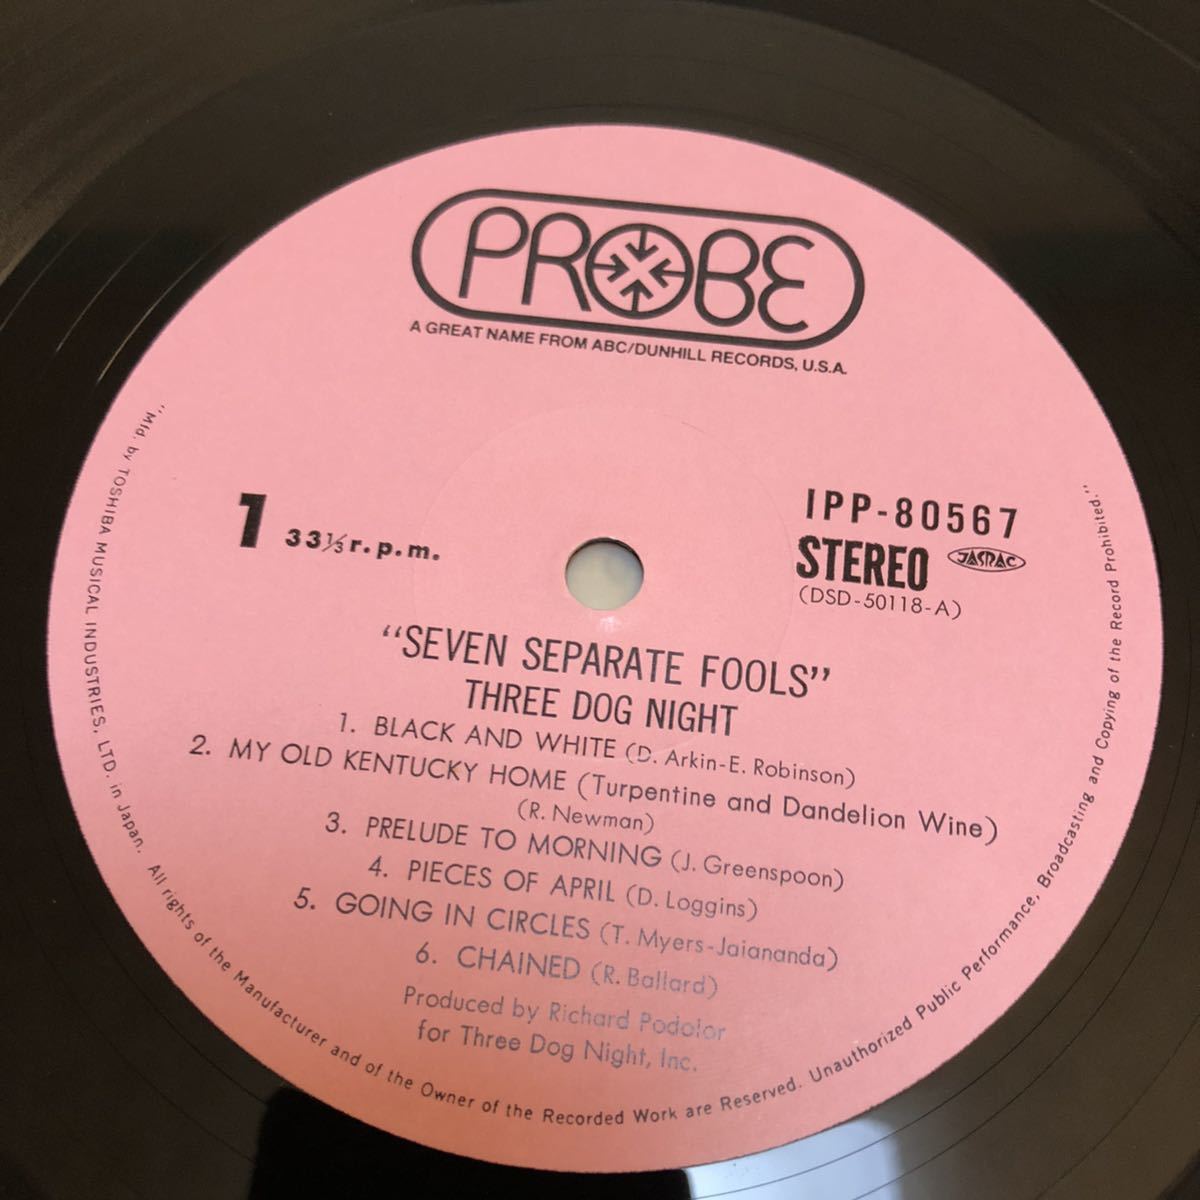 PROBE
A GREAT NAME FROM ABC/DUNHILL RECORDS, U.S.A.
1 33⅓ r.p.m.
IPP-80567
STEREO JASRAC
(DSD-50118-A)
"SEVEN SEPARATE FOOLS"
THREE DOG NIGHT
1. BLACK AND WHITE (D. Arkin-E. Robinson)
2. MY OLD KENTUCKY HOME (Turpentine and Dandelion Wine)
(R. Newman)
3. PRELUDE TO MORNING (J. Greenspoon)
4. PIECES OF APRIL (D. Loggins)
5. GOING IN CIRCLES (T. Myers-Jaiananda)
6. CHAINED (R. Ballard)
Produced by Richard Podolor
for Three Dog Night, Inc.
"Mfd. by TOSHIBA MUSICAL INDUSTRIES, LTD. in Japan. All rights of the Manufacturer and of the Owner of the Recorded Work are Reserved. Unauthorized Public Performance, Broadcasting and Copying of the Record Prohibited."